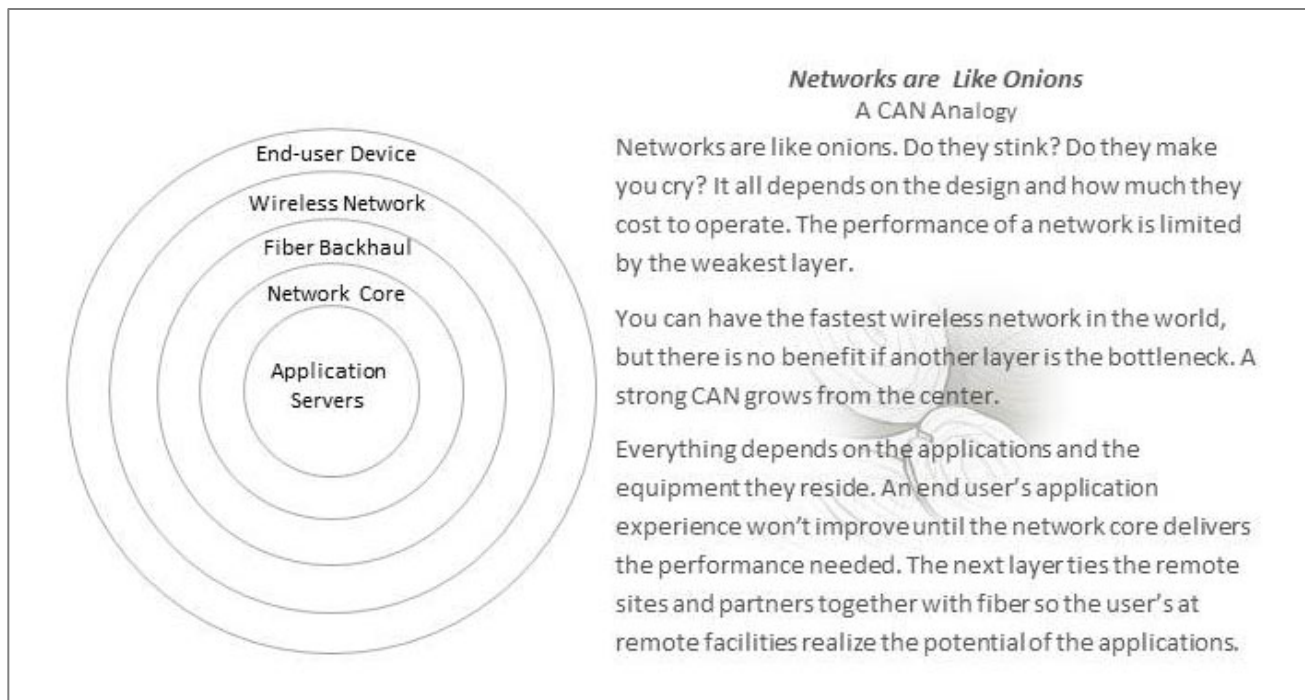 End-user Device
Wireless Network
Fiber Backhaul
Network Core
Application
Servers
Networks are Like Onions
A CAN Analogy
Networks are like onions. Do they stink? Do they make
you cry? It all depends on the design and how much they
cost to operate. The performance of a network is limited
by the weakest layer.
You can have the fastest wireless network in the world,
but there is no benefit if another layer is the bottleneck. A
strong CAN grows from the center.
Everything depends on the applications and the
equipment they reside. An end user’s application
experience won’t improve until the network core delivers
the performance needed. The next layer ties the remote
sites and partners together with fiber so the user’s at
remote facilities realize the potential of the applications.